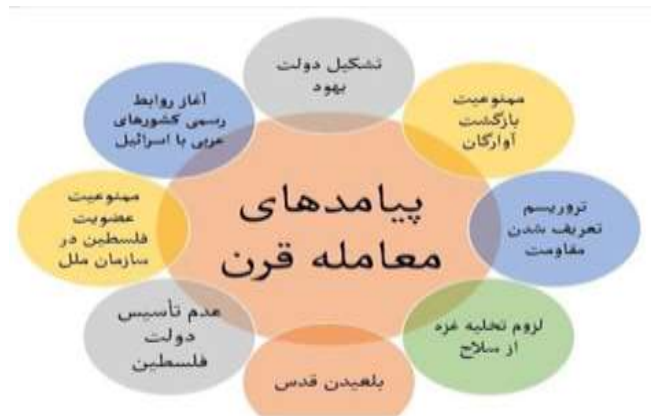 تشکیل دولت
یهود
ممنوعیت
بازگشت
آوارگان
تروریسم
تعریف شدن
مقاومت
لزوم تخلیه غزه
از سلاح
بلعیدن قدس
عدم تأسیس
دولت
فلسطین
ممنوعیت
عضویت
فلسطین در
سازمان ملل
آغاز روابط
رسمی کشورهای
عربی با اسرائیل
پیامدهای
معامله قرن